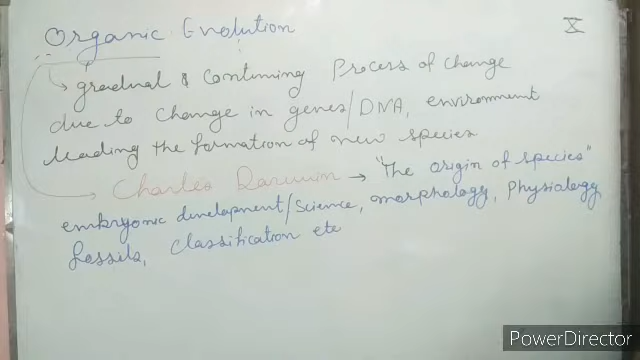 Organic Evolution
X
gradual & Continuing Process of change
due to change in genes/DNA, environment
leading the formation of new species
Charles Darwin → "The origin of species"
embryonic development/Science, morphology, Physiology
fossils, classification etc
PowerDirector